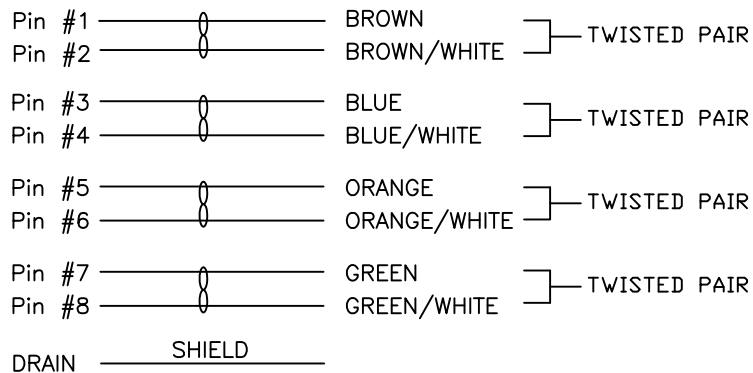 Pin #1 BROWN
TWISTED PAIR
Pin #2 BROWN/WHITE
Pin #3 BLUE
TWISTED PAIR
Pin #4 BLUE/WHITE
Pin #5 ORANGE
TWISTED PAIR
Pin #6 ORANGE/WHITE
Pin #7 GREEN
TWISTED PAIR
Pin #8 GREEN/WHITE
SHIELD
DRAIN